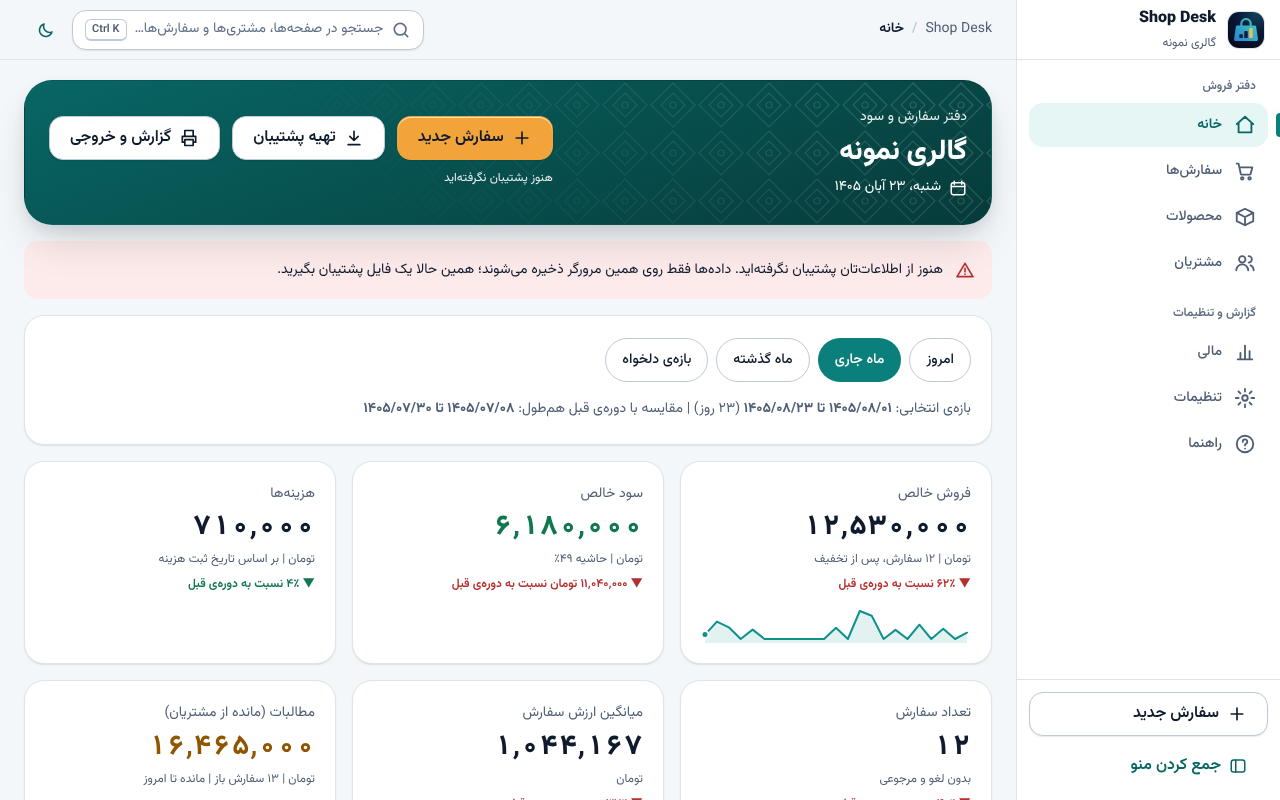 Shop Desk
گالری نمونه
دفتر فروش
خانه
سفارش‌ها
محصولات
مشتریان
گزارش و تنظیمات
مالی
تنظیمات
راهنما
سفارش جدید
جمع کردن منو
Shop Desk / خانه
جستجو در صفحه‌ها، مشتری‌ها و سفارش‌ها...
Ctrl K
دفتر سفارش و سود
گالری نمونه
شنبه، ۲۳ آبان ۱۴۰۵
سفارش جدید
تهیه پشتیبان
گزارش و خروجی
هنوز پشتیبان نگرفته‌اید
هنوز از اطلاعات‌تان پشتیبان نگرفته‌اید. داده‌ها فقط روی همین مرورگر ذخیره می‌شوند؛ همین حالا یک فایل پشتیبان بگیرید.
امروز
ماه جاری
ماه گذشته
بازه‌ی دلخواه
بازه‌ی انتخابی: ۱۴۰۵/۰۸/۰۱ تا ۱۴۰۵/۰۸/۲۳ (۲۳ روز) | مقایسه با دوره‌ی قبل هم‌طول: ۱۴۰۵/۰۷/۰۸ تا ۱۴۰۵/۰۷/۳۰
فروش خالص
۱۲,۵۳۰,۰۰۰
تومان | ۱۲ سفارش، پس از تخفیف
▼ ۶۲٪ نسبت به دوره‌ی قبل
سود خالص
۶,۱۸۰,۰۰۰
تومان | حاشیه ۴۹٪
▼ ۱۱,۰۴۰,۰۰۰ تومان نسبت به دوره‌ی قبل
هزینه‌ها
۷۱۰,۰۰۰
تومان | بر اساس تاریخ ثبت هزینه
▼ ۴٪ نسبت به دوره‌ی قبل
تعداد سفارش
۱۲
بدون لغو و مرجوعی
میانگین ارزش سفارش
۱,۰۴۴,۱۶۷
تومان
مطالبات (مانده از مشتریان)
۱۶,۴۶۵,۰۰۰
تومان | ۱۳ سفارش باز | مانده تا امروز